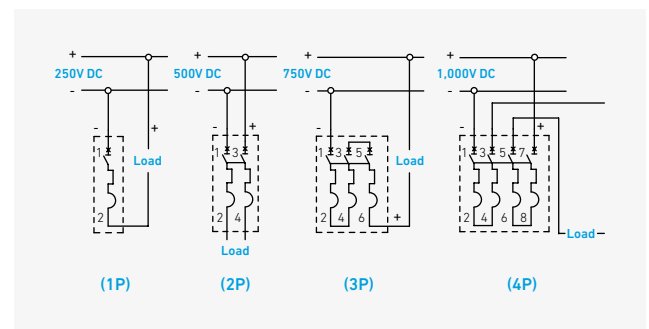 + + + +
250V DC 500V DC 750V DC 1,000V DC
- - - -
- + - + - - +
1 1 3 1 3 5 1 3 5 7
Load Load
2 2 4 2 4 6 + 2 4 6 8
Load Load
(1P) (2P) (3P) (4P)